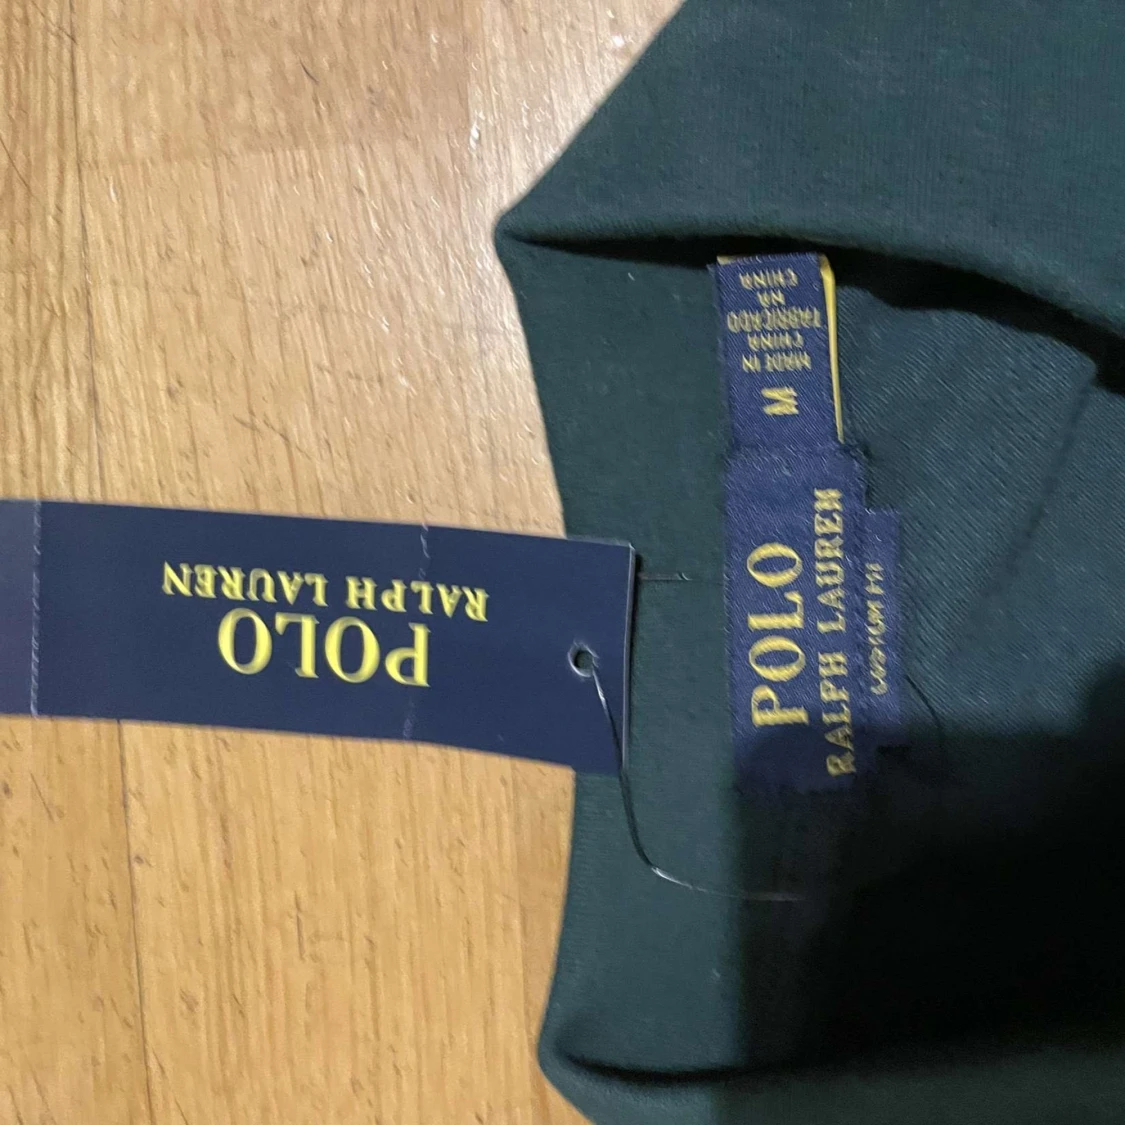 POLO
RALPH LAUREN
POLO
RALPH LAUREN
CUSTOM FIT
M
MADE IN
CHINA
FABRICADO
NA
CHINA